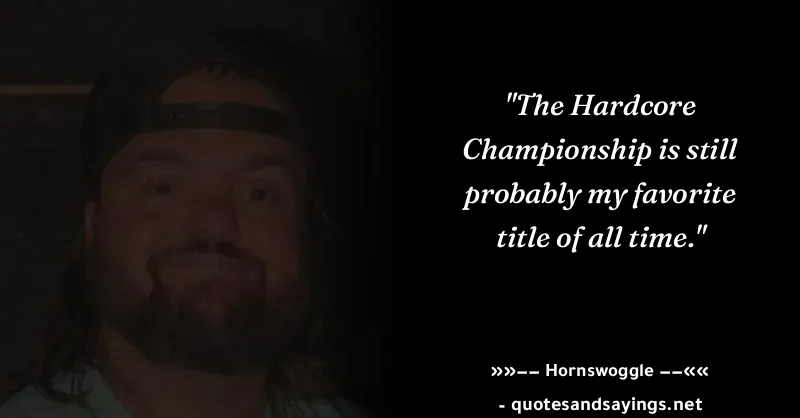 "The Hardcore
Championship is still
probably my favorite
title of all time."
»»−− Hornswoggle −−««
- quotesandsayings.net